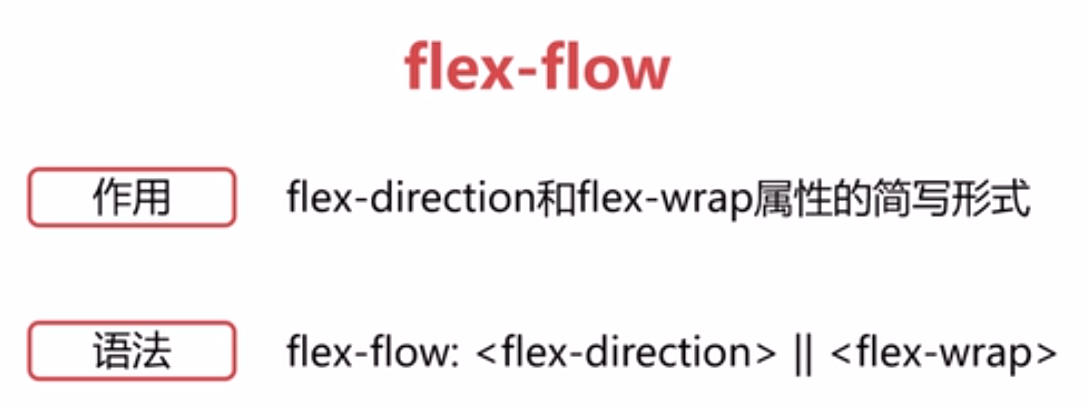 flex-flow
作用 flex-direction和flex-wrap属性的简写形式
语法 flex-flow: <flex-direction> || <flex-wrap>